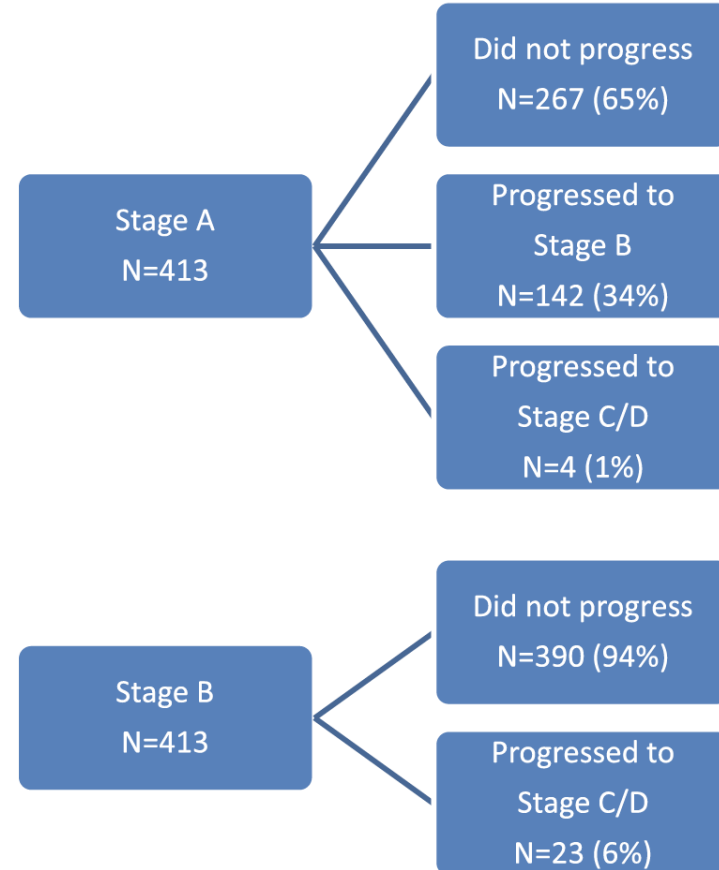 Stage A
N=413
Did not progress
N=267 (65%)
Progressed to
Stage B
N=142 (34%)
Progressed to
Stage C/D
N=4 (1%)
Stage B
N=413
Did not progress
N=390 (94%)
Progressed to
Stage C/D
N=23 (6%)